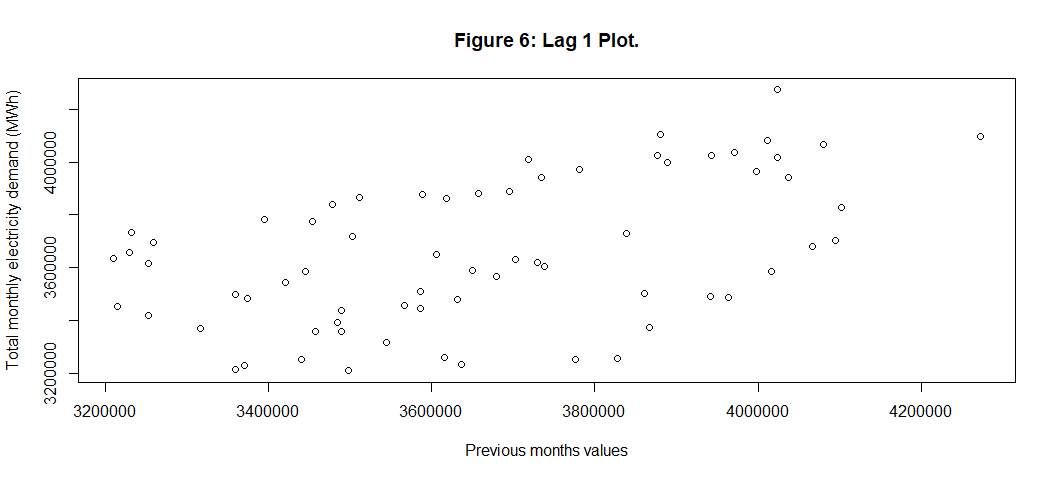 Figure 6: Lag 1 Plot.
Total monthly electricity demand (MWh)
4000000
3600000
3200000
3200000 3400000 3600000 3800000 4000000 4200000
Previous months values